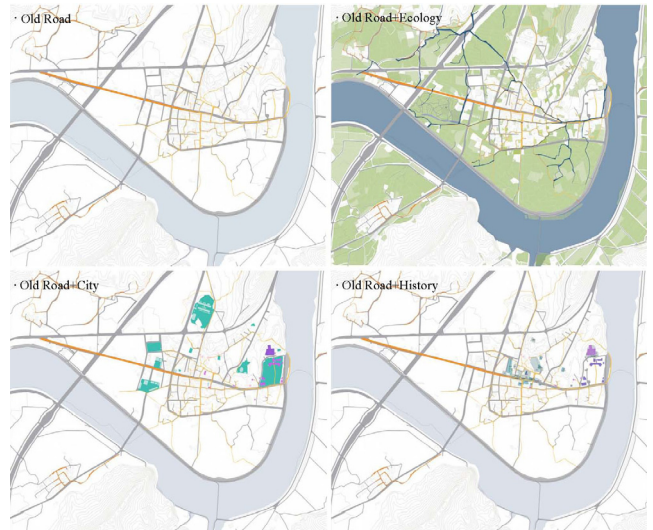 · Old Road
· Old Road+Ecology
· Old Road+City
· Old Road+History